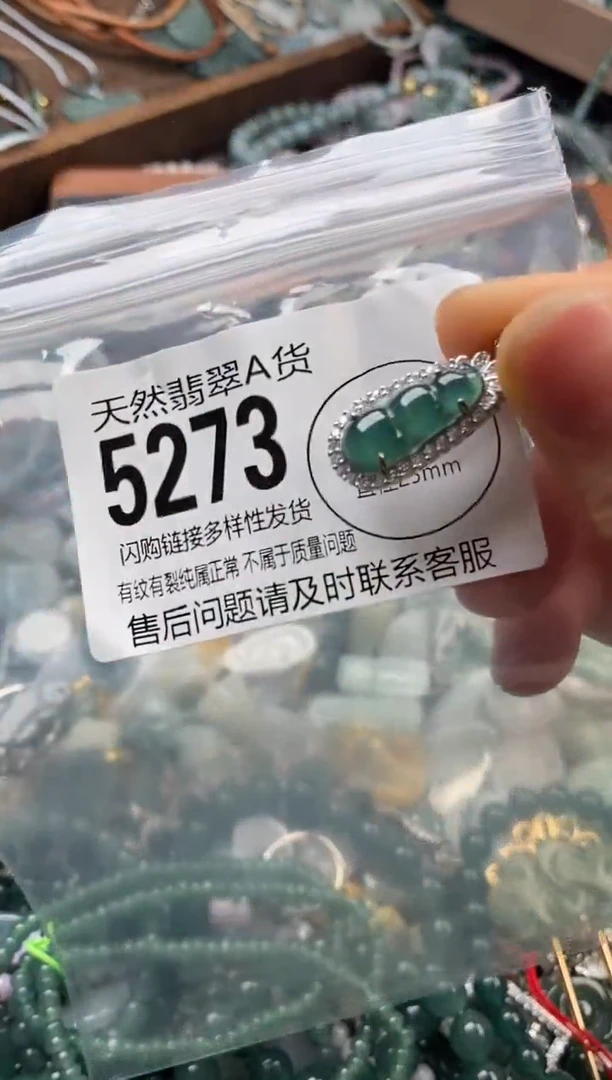 天然翡翠A货
5273
闪购链接多样性发货
有纹有裂纯属正常 不属于质量问题
售后问题请及时联系客服